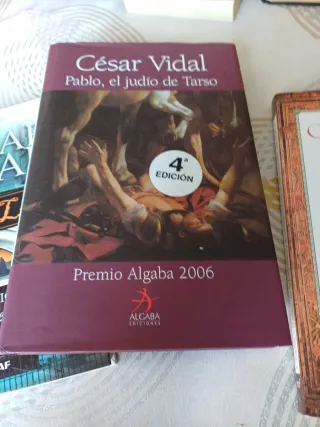 César Vidal
Pablo, el judío de Tarso
4ª
EDICIÓN
Premio Algaba 2006
ALGABA
EDICIONES